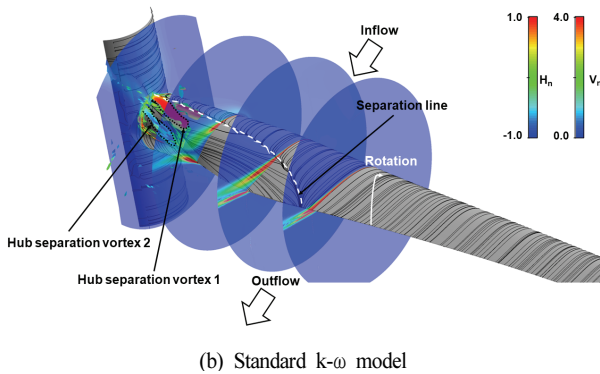 1.0
4.0
Inflow
Hn
Vn
-1.0
0.0
Separation line
Rotation
Hub separation vortex 2
Hub separation vortex 1
Outflow
(b) Standard k-ω model